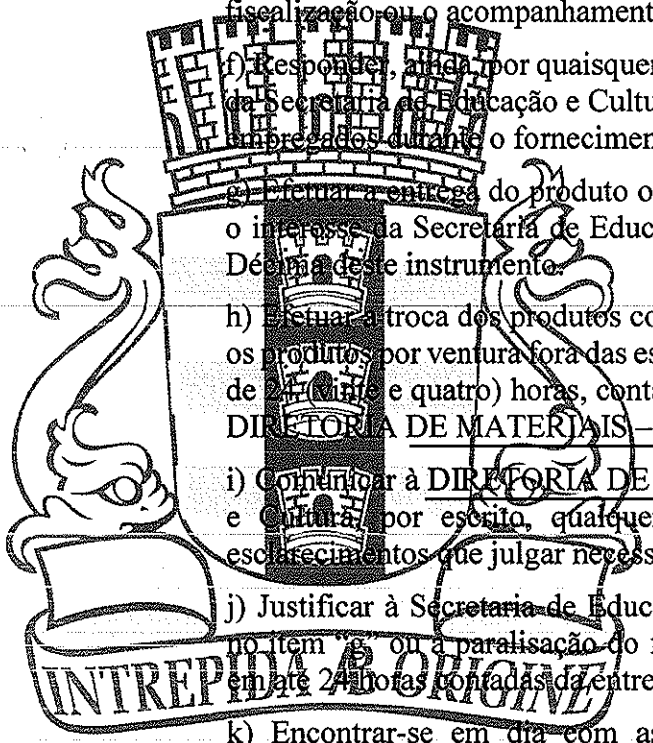 fiscalização ou o acompanhament
f) Responder, ainda, por quaisquer
da Secretaria de Educação e Cultu
empregados durante o fornecimen
g) Efetuar a entrega do produto o
o interesse da Secretaria de Educ
Décima deste instrumento.
h) Efetuar a troca dos produtos co
os produtos por ventura fora das es
de 24 (vinte e quatro) horas, conta
DIRETORIA DE MATERIAIS –
i) Comunicar à DIRETORIA DE
e Cultura, por escrito, qualquer
esclarecimentos que julgar necess
j) Justificar à Secretaria de Educ
no item “g” ou a paralisação do
em até 24 horas contadas da entre
INTREPIDA AB ORIGINE
k) Encontrar-se em dia com as